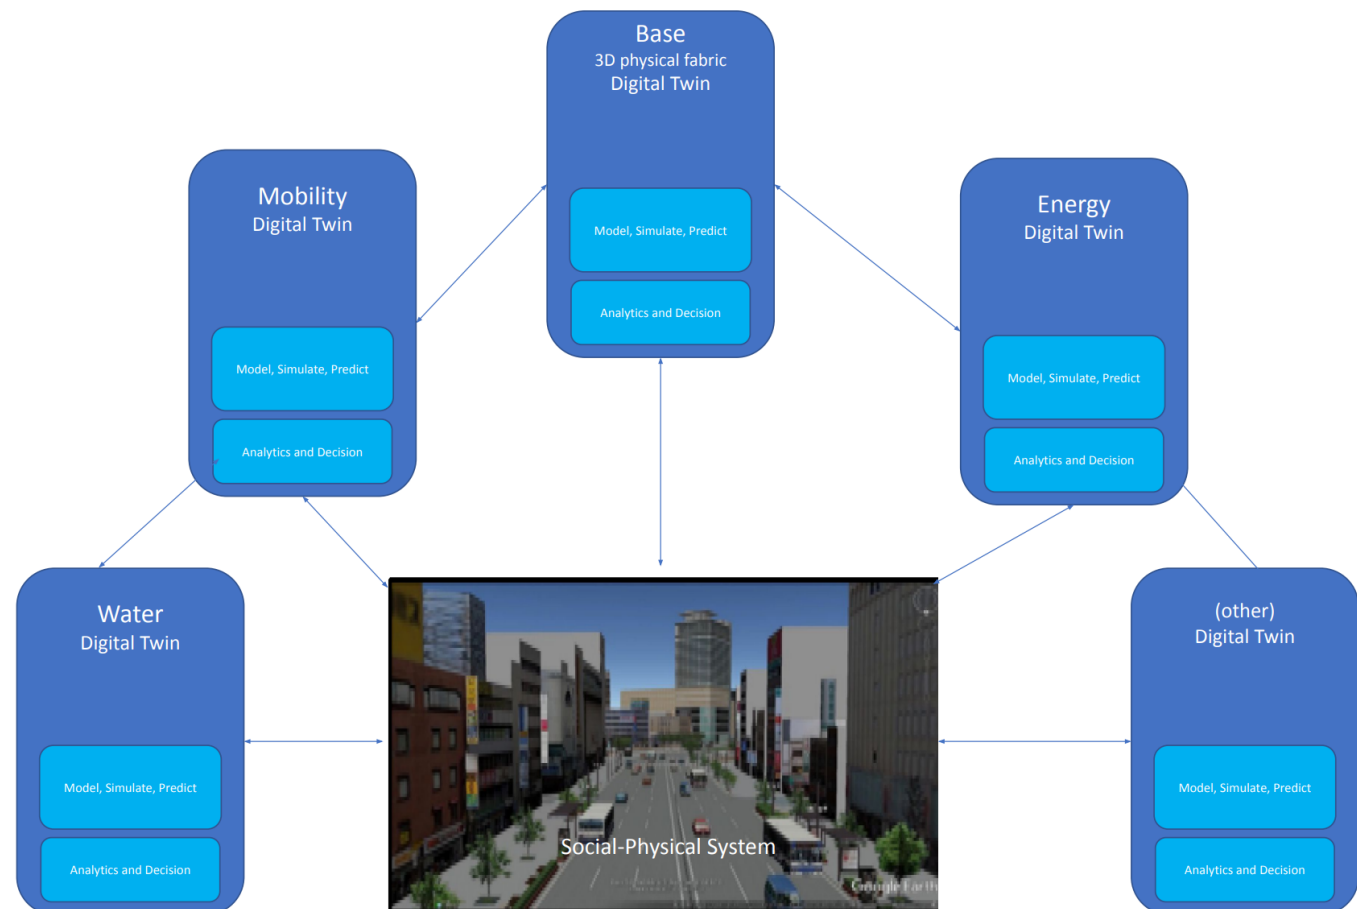 Base
3D physical fabric
Digital Twin
Model, Simulate, Predict
Analytics and Decision
Mobility
Digital Twin
Model, Simulate, Predict
Analytics and Decision
Energy
Digital Twin
Model, Simulate, Predict
Analytics and Decision
Water
Digital Twin
Model, Simulate, Predict
Analytics and Decision
(other)
Digital Twin
Model, Simulate, Predict
Analytics and Decision
Social-Physical System
Google Earth